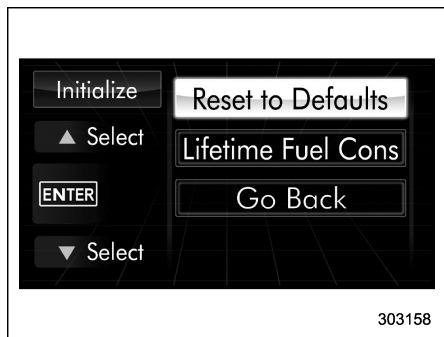 Initialize
▲ Select
ENTER
▼ Select
Reset to Defaults
Lifetime Fuel Cons
Go Back
303158